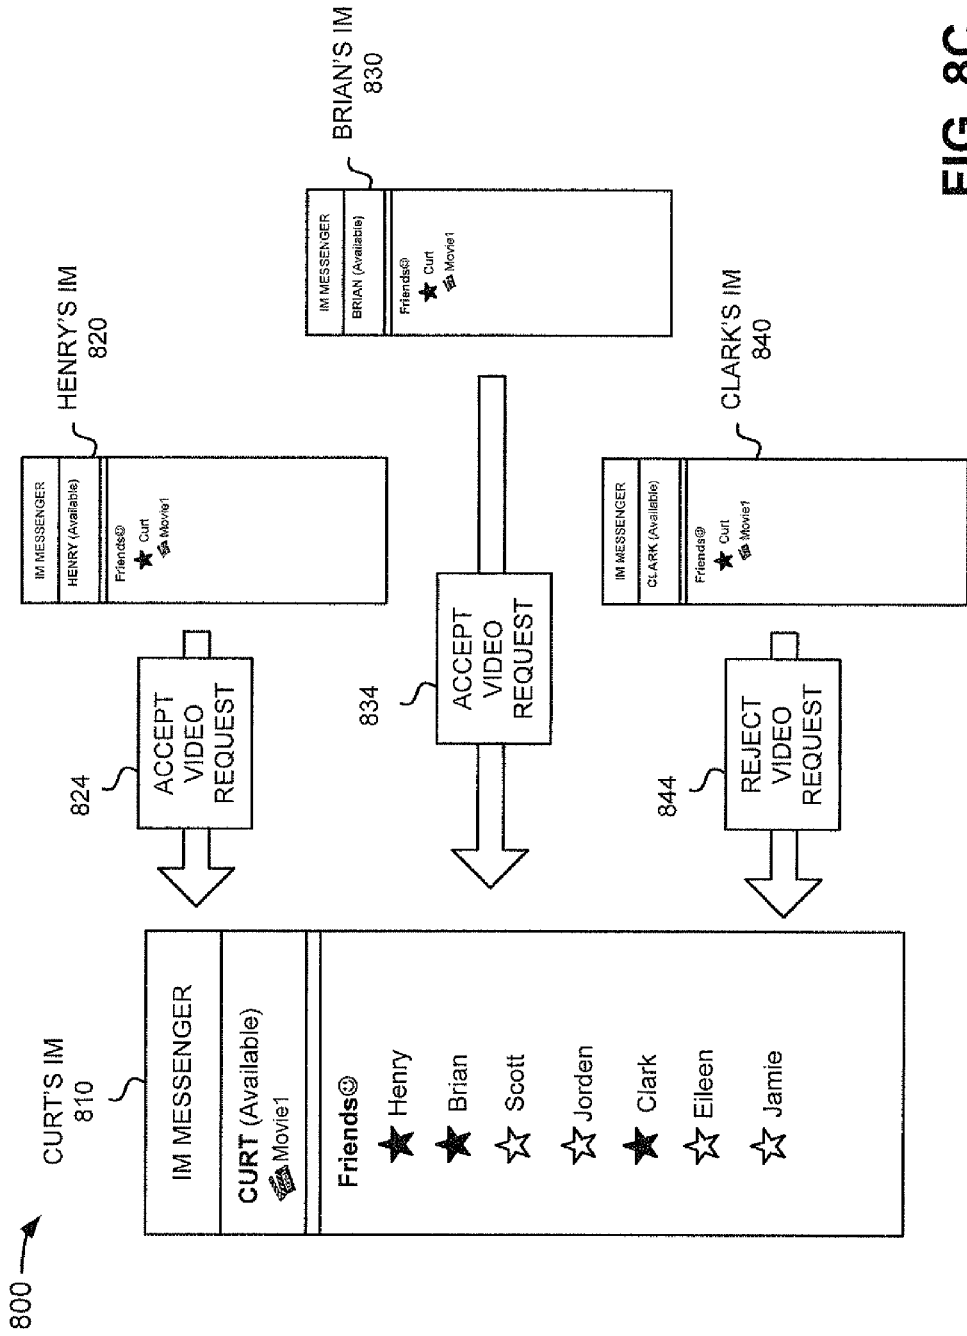 800
CURT'S IM
810
IM MESSENGER
CURT (Available)
Movie1
Friends☺
Henry
Brian
Scott
Jorden
Clark
Eileen
Jamie
824
ACCEPT
VIDEO
REQUEST
HENRY'S IM
820
IM MESSENGER
HENRY (Available)
Friends☺
Curt
Movie1
834
ACCEPT
VIDEO
REQUEST
BRIAN'S IM
830
IM MESSENGER
BRIAN (Available)
Friends☺
Curt
Movie1
844
REJECT
VIDEO
REQUEST
CLARK'S IM
840
IM MESSENGER
CLARK (Available)
Friends☺
Curt
Movie1
FIG. 8C